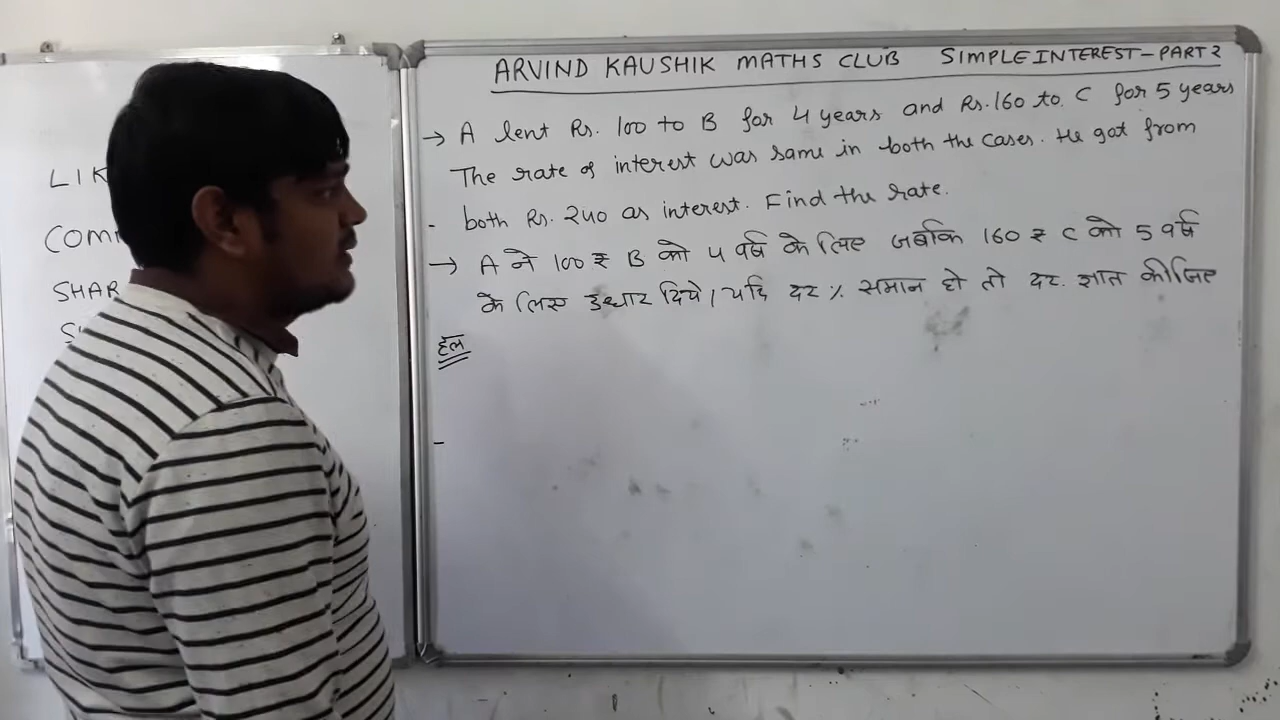 ARVIND KAUSHIK MATHS CLUB SIMPLE INTEREST-PART 2
→ A lent Rs. 100 to B for 4 years and Rs.160 to C for 5 years
The rate of interest was same in both the cases. He got from
both Rs. 240 as interest. Find the rate.
→ A ने 100 ₹ B को 4 वर्ष के लिए जबकि 160 ₹ C को 5 वर्ष
के लिए उधार दिये। यदि दर % समान हो तो दर ज्ञात कीजिए
हल
LIK
COM
SHAR